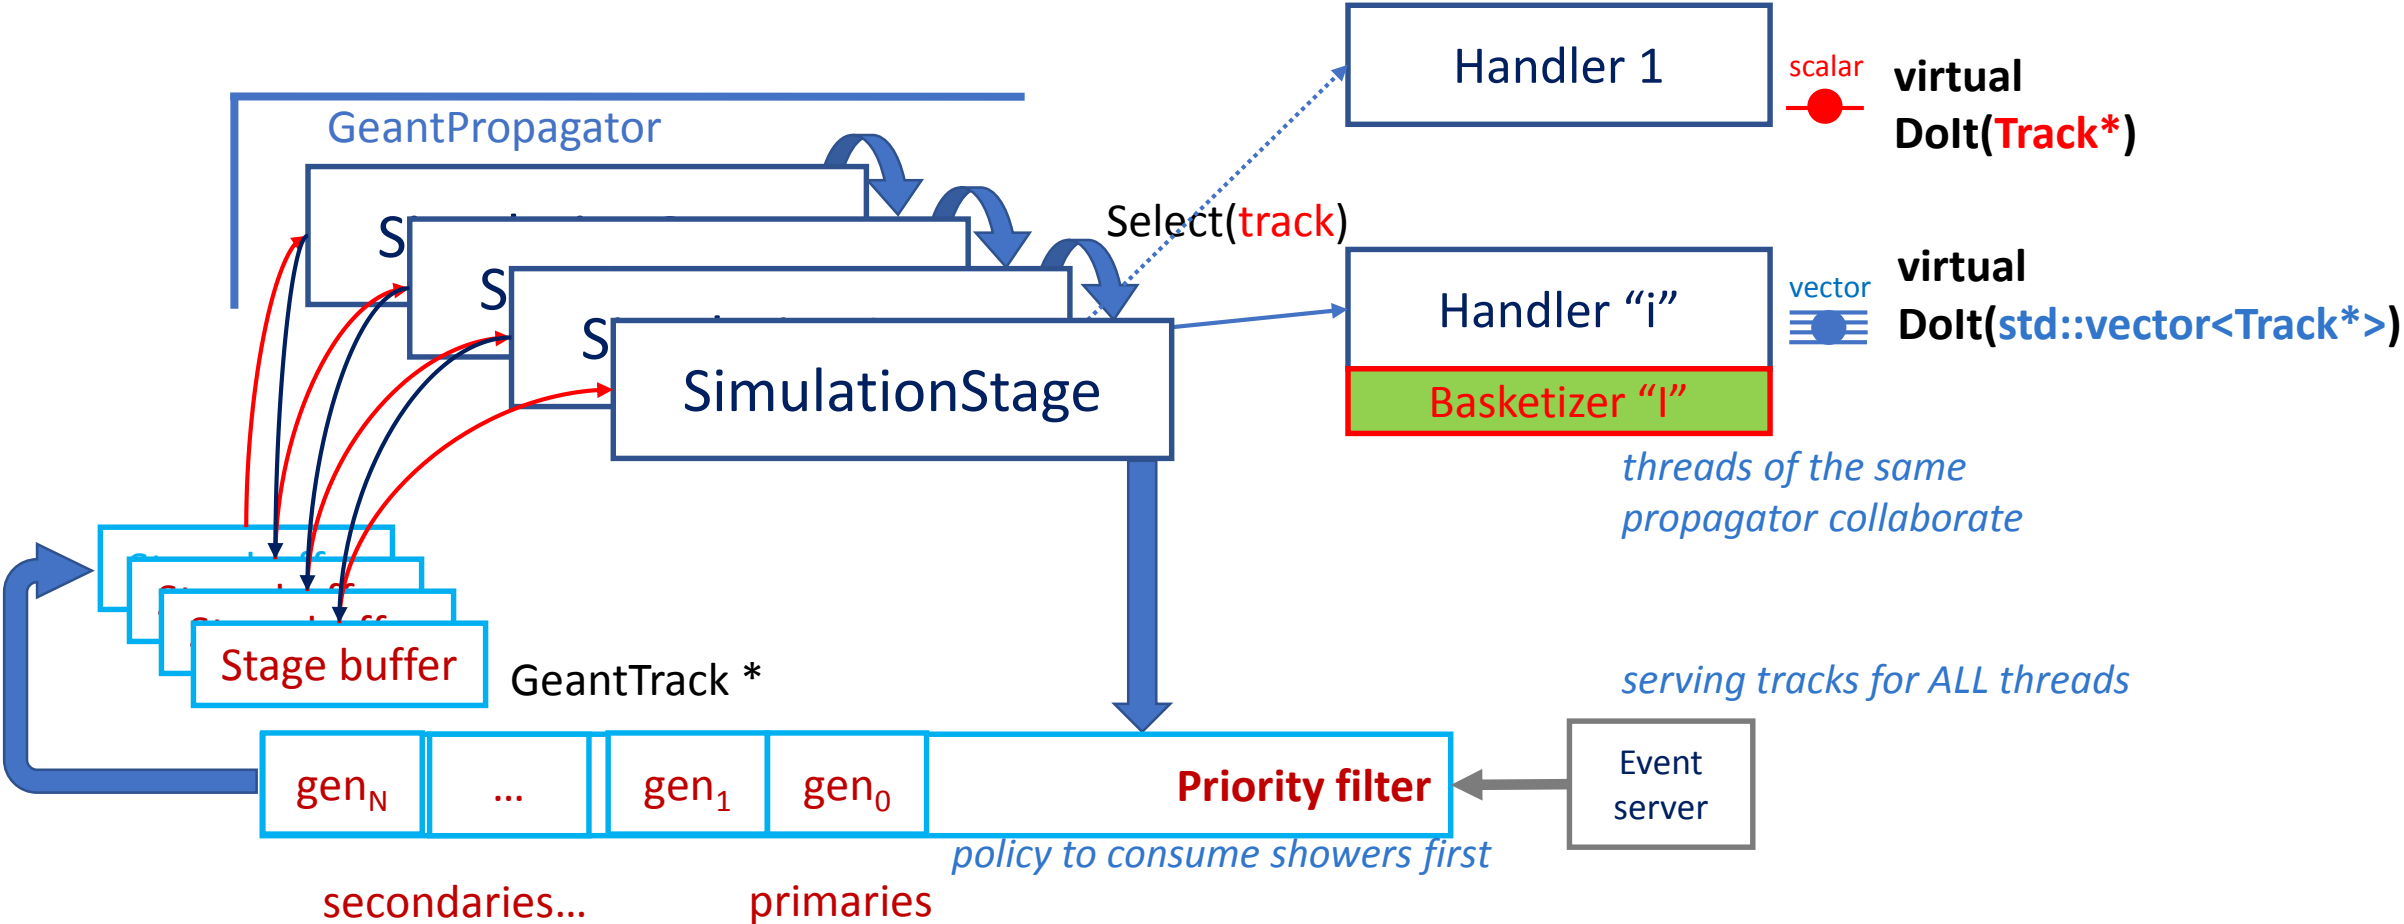 Handler 1
scalar
virtual
DoIt(Track*)
GeantPropagator
Select(track)
Handler “i”
vector
virtual
DoIt(std::vector<Track*>)
SimulationStage
Basketizer “I”
threads of the same
propagator collaborate
Stage buffer
GeantTrack *
serving tracks for ALL threads
genN
...
gen1
gen0
Priority filter
Event
server
policy to consume showers first
secondaries...
primaries